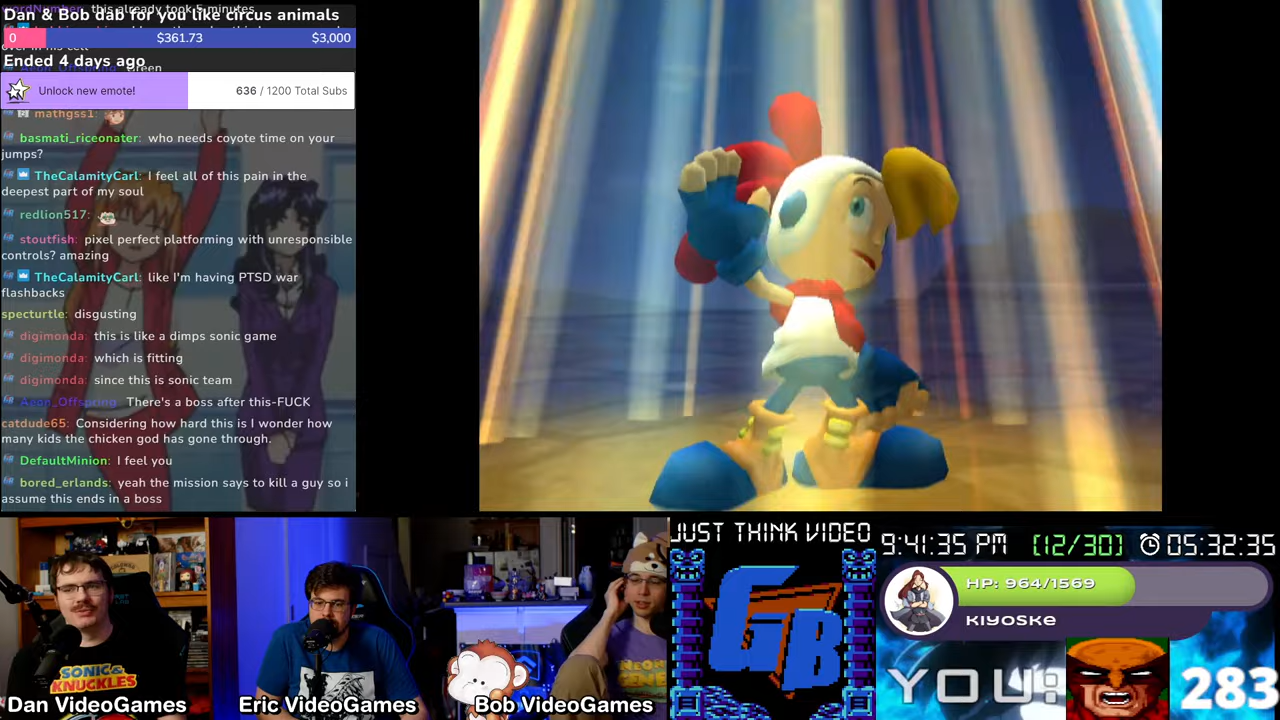 Dan & Bob dab for you like circus animals
0 $361.73 $3,000
Ended 4 days ago
Unlock new emote! 636 / 1200 Total Subs
mathgss1:
basmati_riceonater: who needs coyote time on your
jumps?
TheCalamityCarl: I feel all of this pain in the
deepest part of my soul
redlion517:
stoutfish: pixel perfect platforming with unresponsible
controls? amazing
TheCalamityCarl: like I'm having PTSD war
flashbacks
specturtle: disgusting
digimonda: this is like a dimps sonic game
digimonda: which is fitting
digimonda: since this is sonic team
Aeon_Offspring: There's a boss after this-FUCK
catdude65: Considering how hard this is I wonder how
many kids the chicken god has gone through.
DefaultMinion: I feel you
bored_erlands: yeah the mission says to kill a guy so i
assume this ends in a boss
JUST THINK VIDEO
GB
9:41:35 PM [12/30] 05:32:35
HP: 964/1569
KIYOSKE
YOU: 283
SONIC &
KNUCKLES
Dan VideoGames
Eric VideoGames
Bob VideoGames